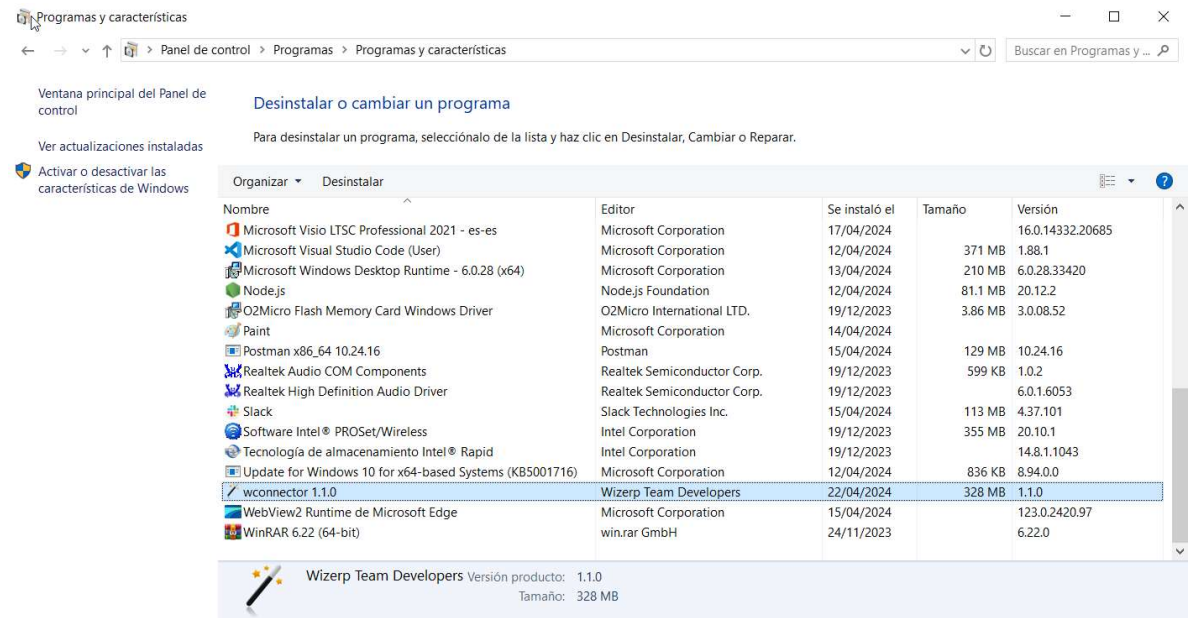 Programas y características
Panel de control > Programas > Programas y características
Buscar en Programas y ...
Ventana principal del Panel de
control
Ver actualizaciones instaladas
Activar o desactivar las
características de Windows
Desinstalar o cambiar un programa
Para desinstalar un programa, selecciónalo de la lista y haz clic en Desinstalar, Cambiar o Reparar.
Organizar Desinstalar
Nombre Editor Se instaló el Tamaño Versión
Microsoft Visio LTSC Professional 2021 - es-es Microsoft Corporation 17/04/2024 16.0.14332.20685
Microsoft Visual Studio Code (User) Microsoft Corporation 12/04/2024 371 MB 1.88.1
Microsoft Windows Desktop Runtime - 6.0.28 (x64) Microsoft Corporation 13/04/2024 210 MB 6.0.28.33420
Node.js Node.js Foundation 12/04/2024 81.1 MB 20.12.2
O2Micro Flash Memory Card Windows Driver O2Micro International LTD. 19/12/2023 3.86 MB 3.0.08.52
Paint Microsoft Corporation 14/04/2024
Postman x86_64 10.24.16 Postman 15/04/2024 129 MB 10.24.16
Realtek Audio COM Components Realtek Semiconductor Corp. 19/12/2023 599 KB 1.0.2
Realtek High Definition Audio Driver Realtek Semiconductor Corp. 19/12/2023 6.0.1.6053
Slack Slack Technologies Inc. 15/04/2024 113 MB 4.37.101
Software Intel® PROSet/Wireless Intel Corporation 19/12/2023 355 MB 20.10.1
Tecnología de almacenamiento Intel® Rapid Intel Corporation 19/12/2023 14.8.1.1043
Update for Windows 10 for x64-based Systems (KB5001716) Microsoft Corporation 12/04/2024 836 KB 8.94.0.0
wconnector 1.1.0 Wizerp Team Developers 22/04/2024 328 MB 1.1.0
WebView2 Runtime de Microsoft Edge Microsoft Corporation 15/04/2024 123.0.2420.97
WinRAR 6.22 (64-bit) win.rar GmbH 24/11/2023 6.22.0
Wizerp Team Developers Versión producto: 1.1.0
Tamaño: 328 MB